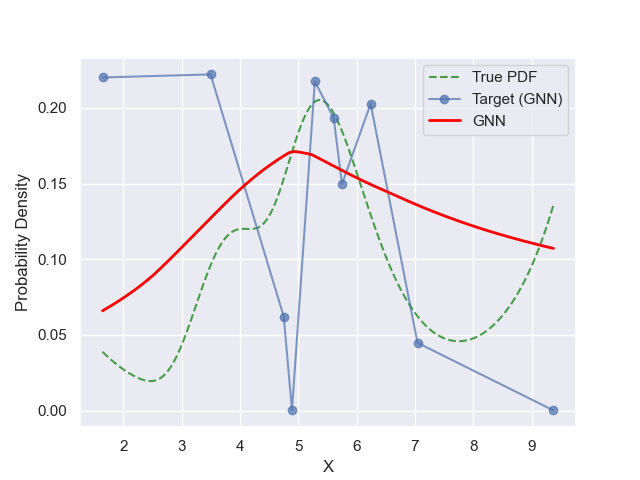 True PDF
Target (GNN)
GNN
Probability Density
0.20
0.15
0.10
0.05
0.00
2 3 4 5 6 7 8 9
X